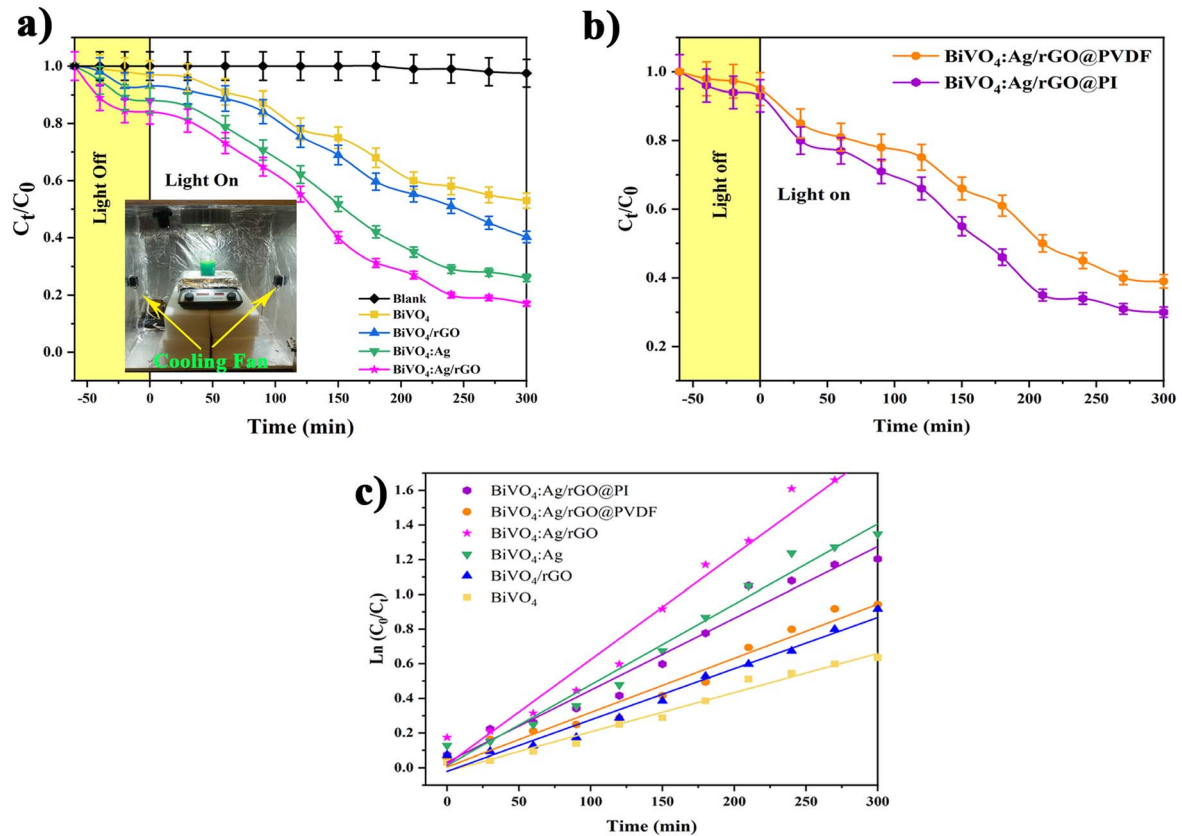 a)
C_t/C_0
1.0
0.8
0.6
0.4
0.2
0.0
Light Off
Light On
Cooling Fan
Blank
BiVO₄
BiVO₄/rGO
BiVO₄:Ag
BiVO₄:Ag/rGO
-50 0 50 100 150 200 250 300
Time (min)
b)
C_t/C_0
1.0
0.8
0.6
0.4
0.2
Light off
Light on
BiVO₄:Ag/rGO@PVDF
BiVO₄:Ag/rGO@PI
-50 0 50 100 150 200 250 300
Time (min)
c)
Ln (C₀/Cₜ)
1.6
1.4
1.2
1.0
0.8
0.6
0.4
0.2
0.0
BiVO₄:Ag/rGO@PI
BiVO₄:Ag/rGO@PVDF
BiVO₄:Ag/rGO
BiVO₄:Ag
BiVO₄/rGO
BiVO₄
0 50 100 150 200 250 300
Time (min)